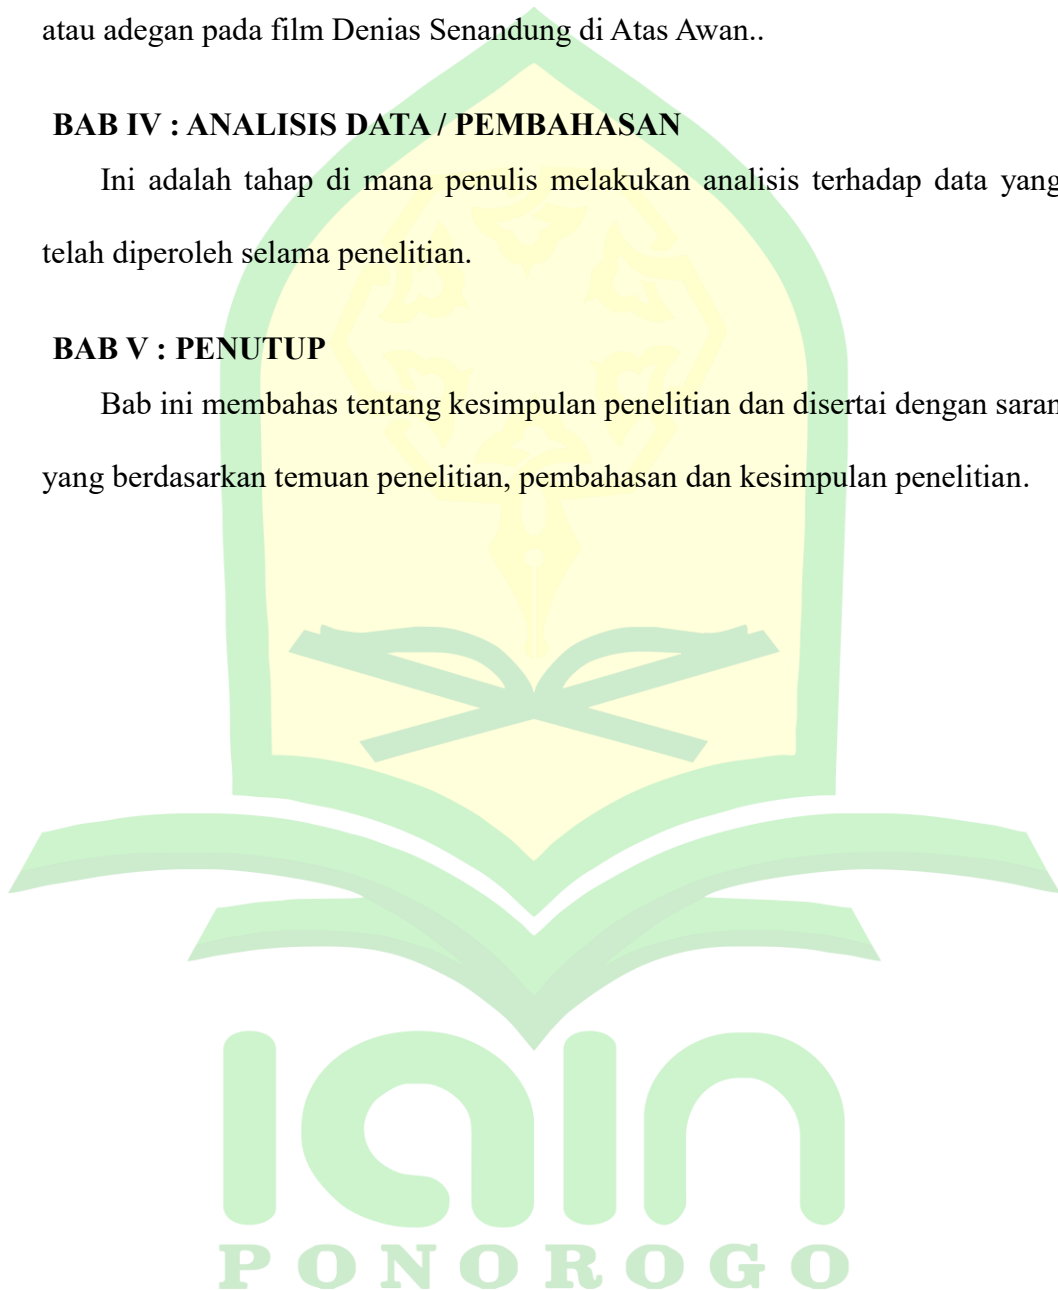 atau adegan pada film Denias Senandung di Atas Awan..
BAB IV : ANALISIS DATA / PEMBAHASAN
Ini adalah tahap di mana penulis melakukan analisis terhadap data yang
telah diperoleh selama penelitian.
BAB V : PENUTUP
Bab ini membahas tentang kesimpulan penelitian dan disertai dengan saran
yang berdasarkan temuan penelitian, pembahasan dan kesimpulan penelitian.
IAIN
PONOROGO